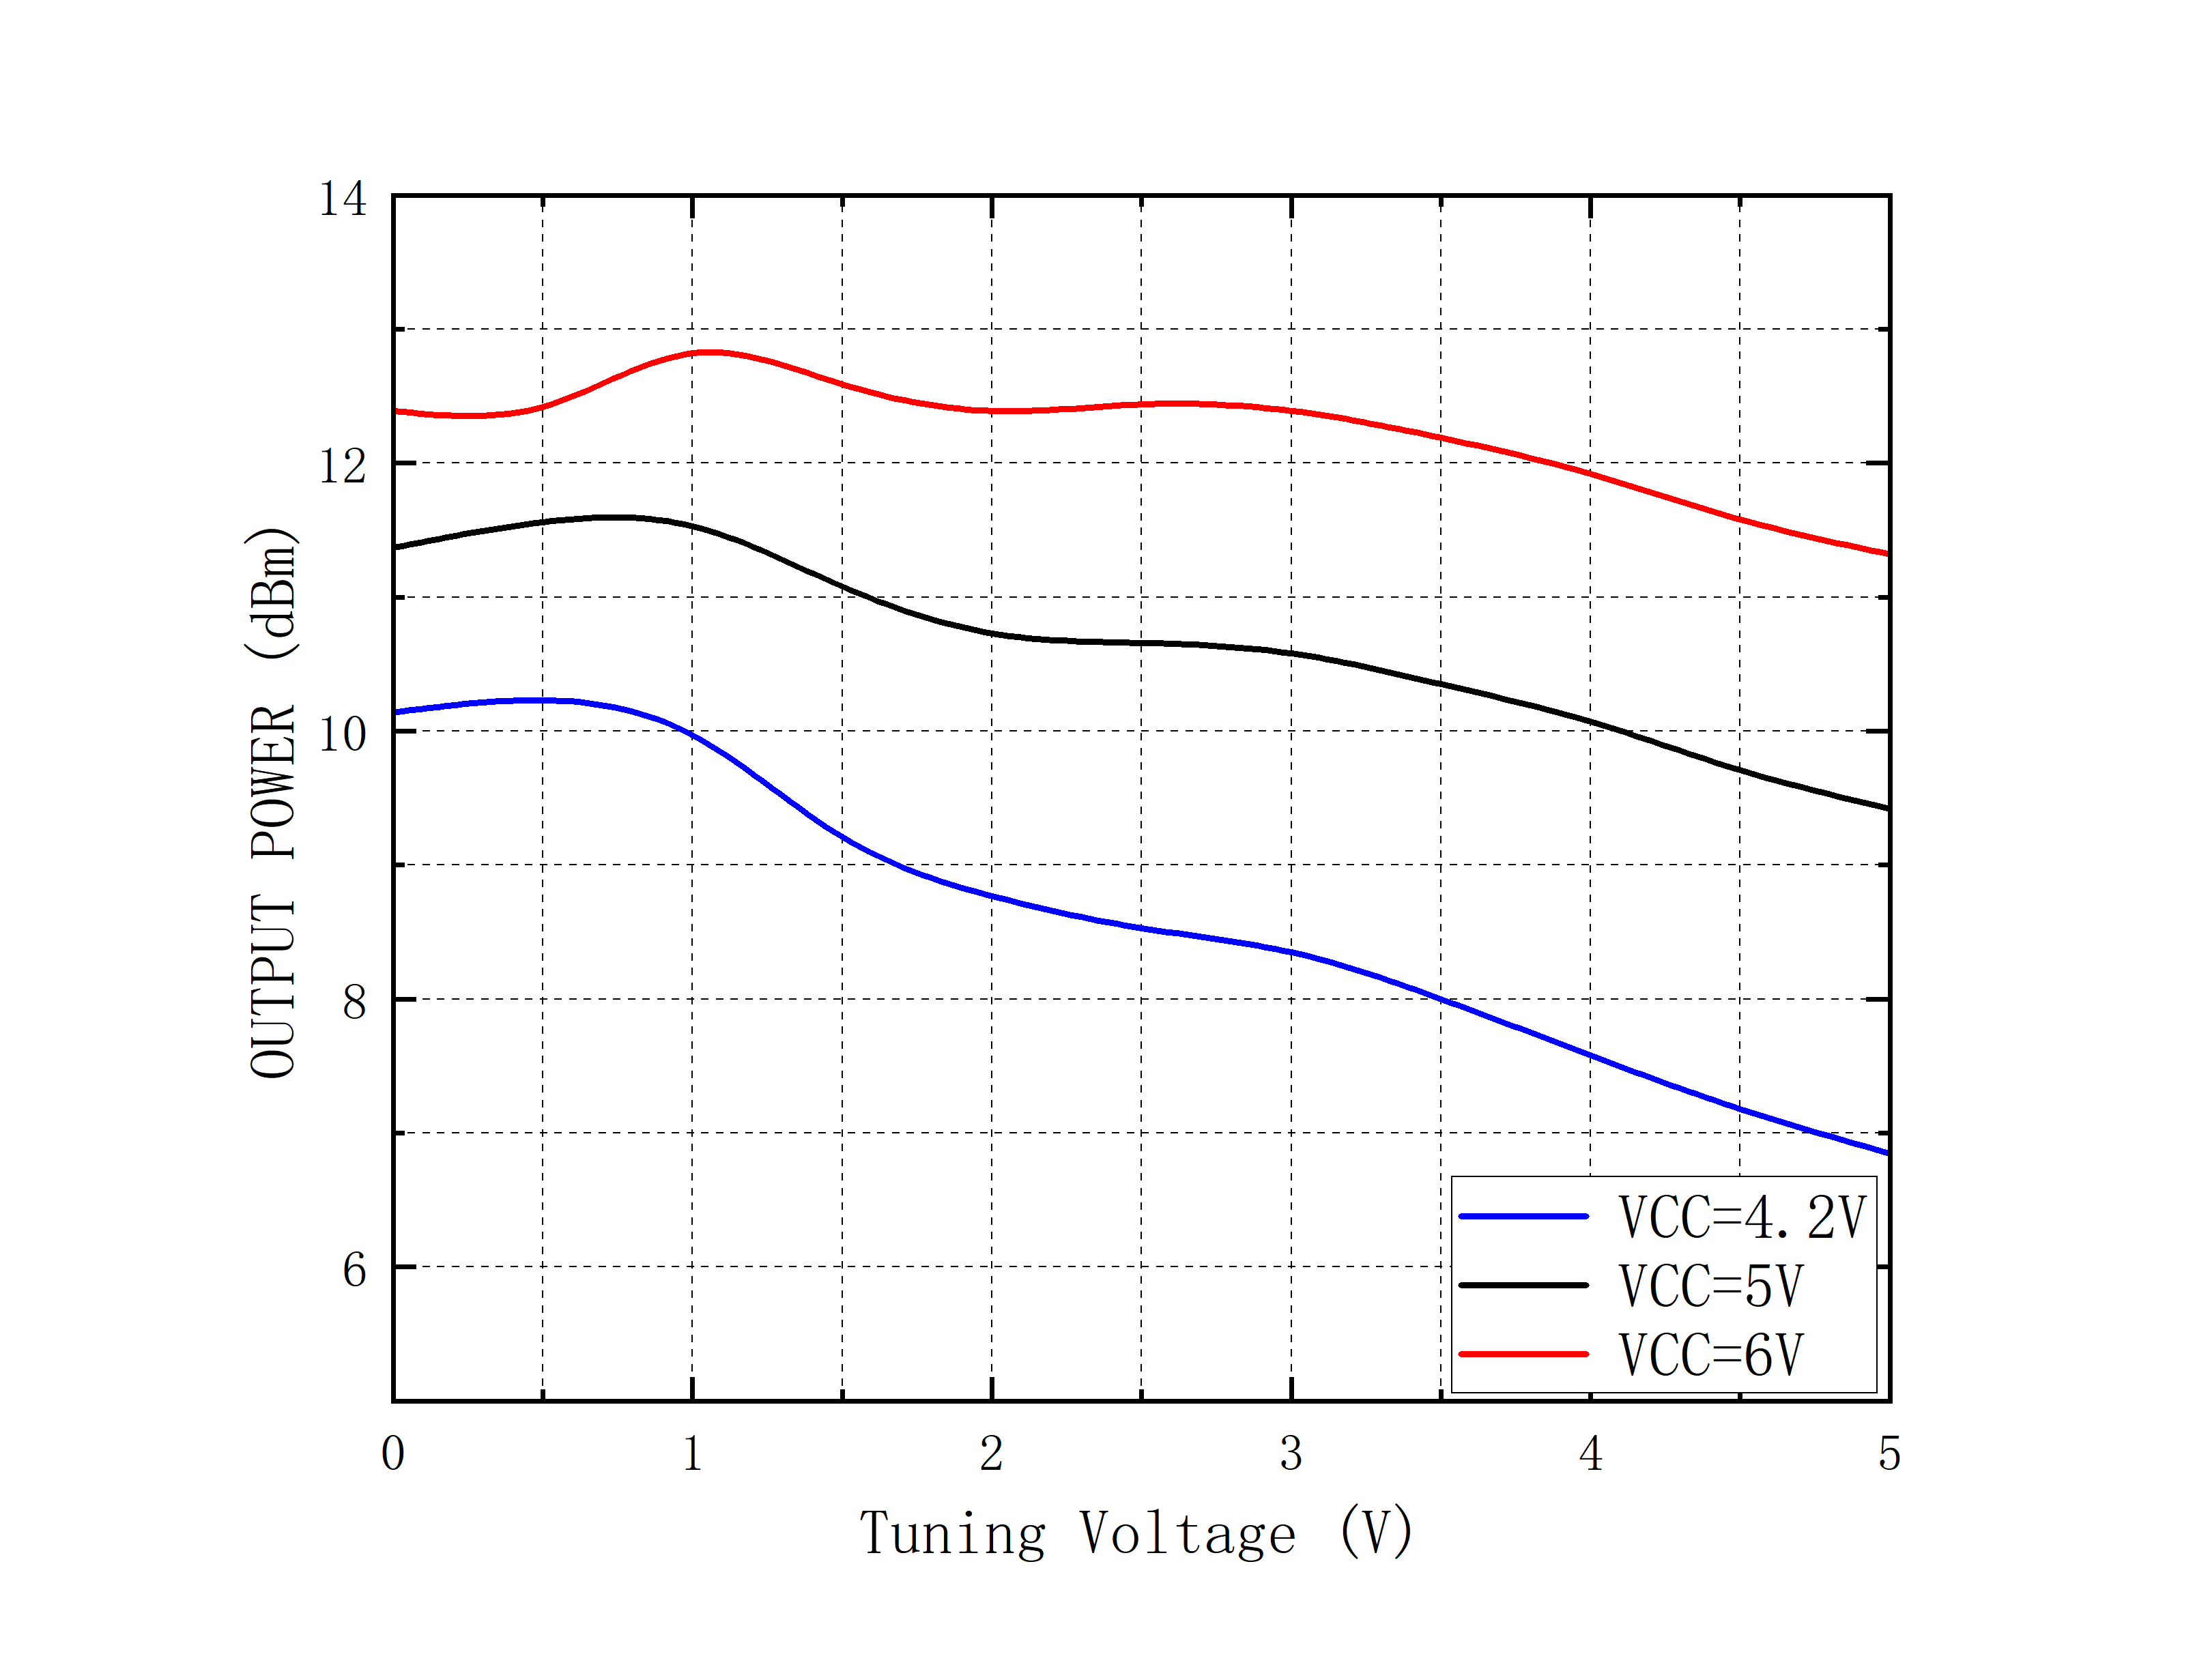 14
12
10
8
6
OUTPUT POWER (dBm)
0 1 2 3 4 5
Tuning Voltage (V)
VCC=4.2V
VCC=5V
VCC=6V